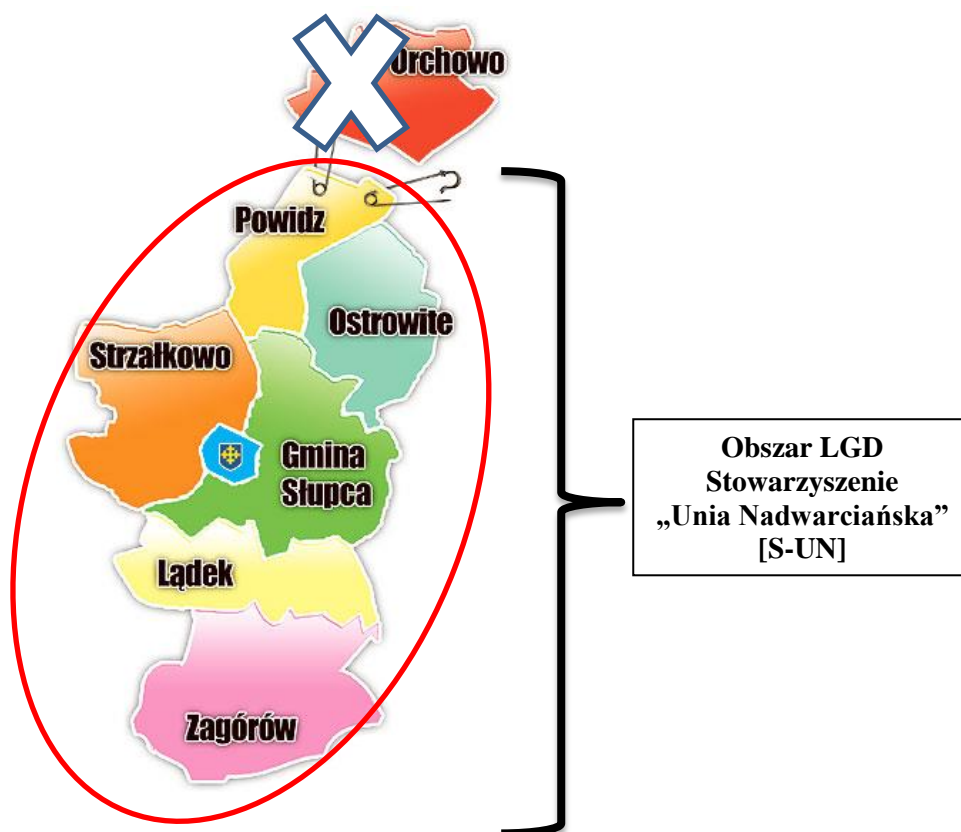 Orchowo
Powidz
Ostrowite
Strzałkowo
Gmina
Słupca
Lądek
Zagórów
Obszar LGD
Stowarzyszenie
„Unia Nadwarciańska”
[S-UN]